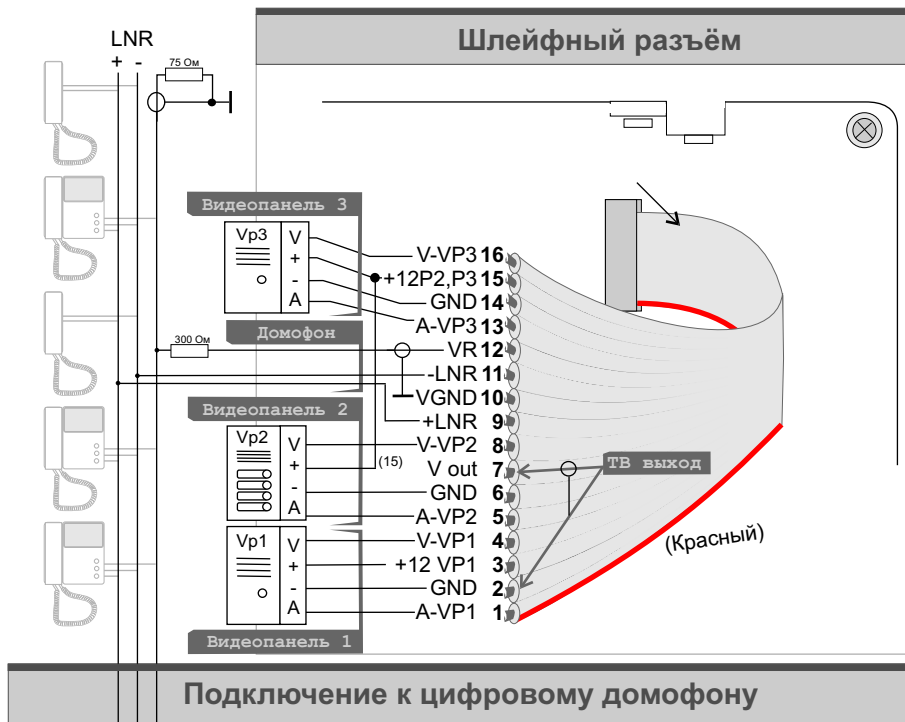 Шлейфный разъём
LNR
+ -
75 Ом
Видеопанель 3
Vp3
V
+
-
A
V-VP3 16
+12P2,P3 15
GND 14
A-VP3 13
Домофон
300 Ом
VR 12
-LNR 11
VGND 10
+LNR 9
Видеопанель 2
Vp2
V
+
-
A
(15)
V-VP2 8
V out 7
GND 6
A-VP2 5
ТВ выход
Vp1
V
+
-
A
V-VP1 4
+12 VP1 3
GND 2
A-VP1 1
(Красный)
Видеопанель 1
Подключение к цифровому домофону